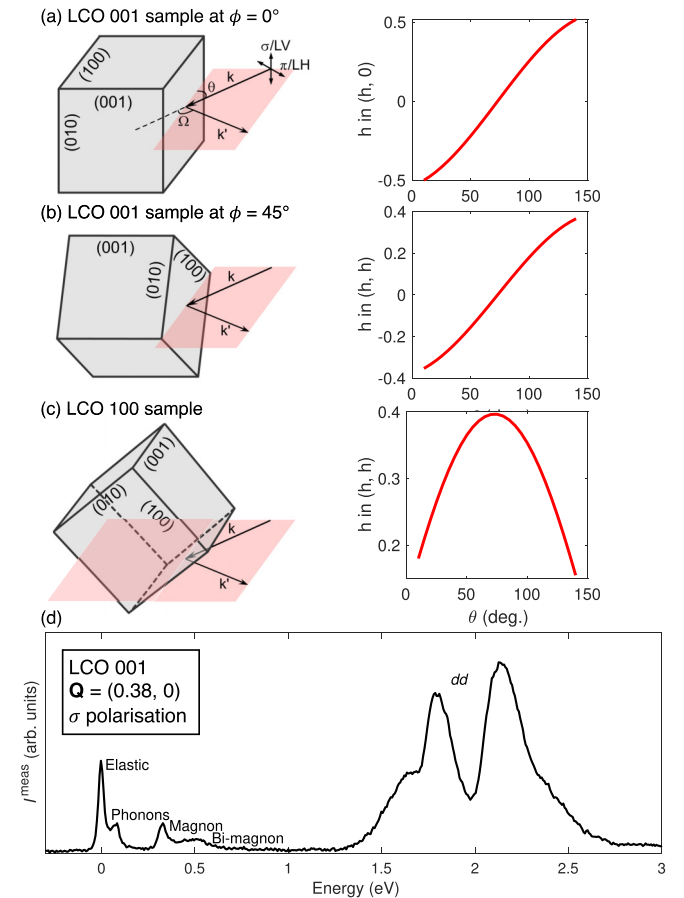 (a) LCO 001 sample at ϕ = 0°
(100)
(001)
(010)
σ/LV
π/LH
k
θ
Ω
k'
h in (h, 0)
0.5
0
-0.5
0 50 100 150
(b) LCO 001 sample at ϕ = 45°
(001)
(100)
(010)
k
k'
h in (h, h)
0.4
0.2
0
-0.2
-0.4
0 50 100 150
(c) LCO 100 sample
(001)
(010)
(100)
k
k'
h in (h, h)
0.4
0.3
0.2
0 50 100 150
θ (deg.)
(d)
LCO 001
Q = (0.38, 0)
σ polarisation
dd
Elastic
Phonons
Magnon
Bi-magnon
I^meas (arb. units)
0 0.5 1 1.5 2 2.5 3
Energy (eV)